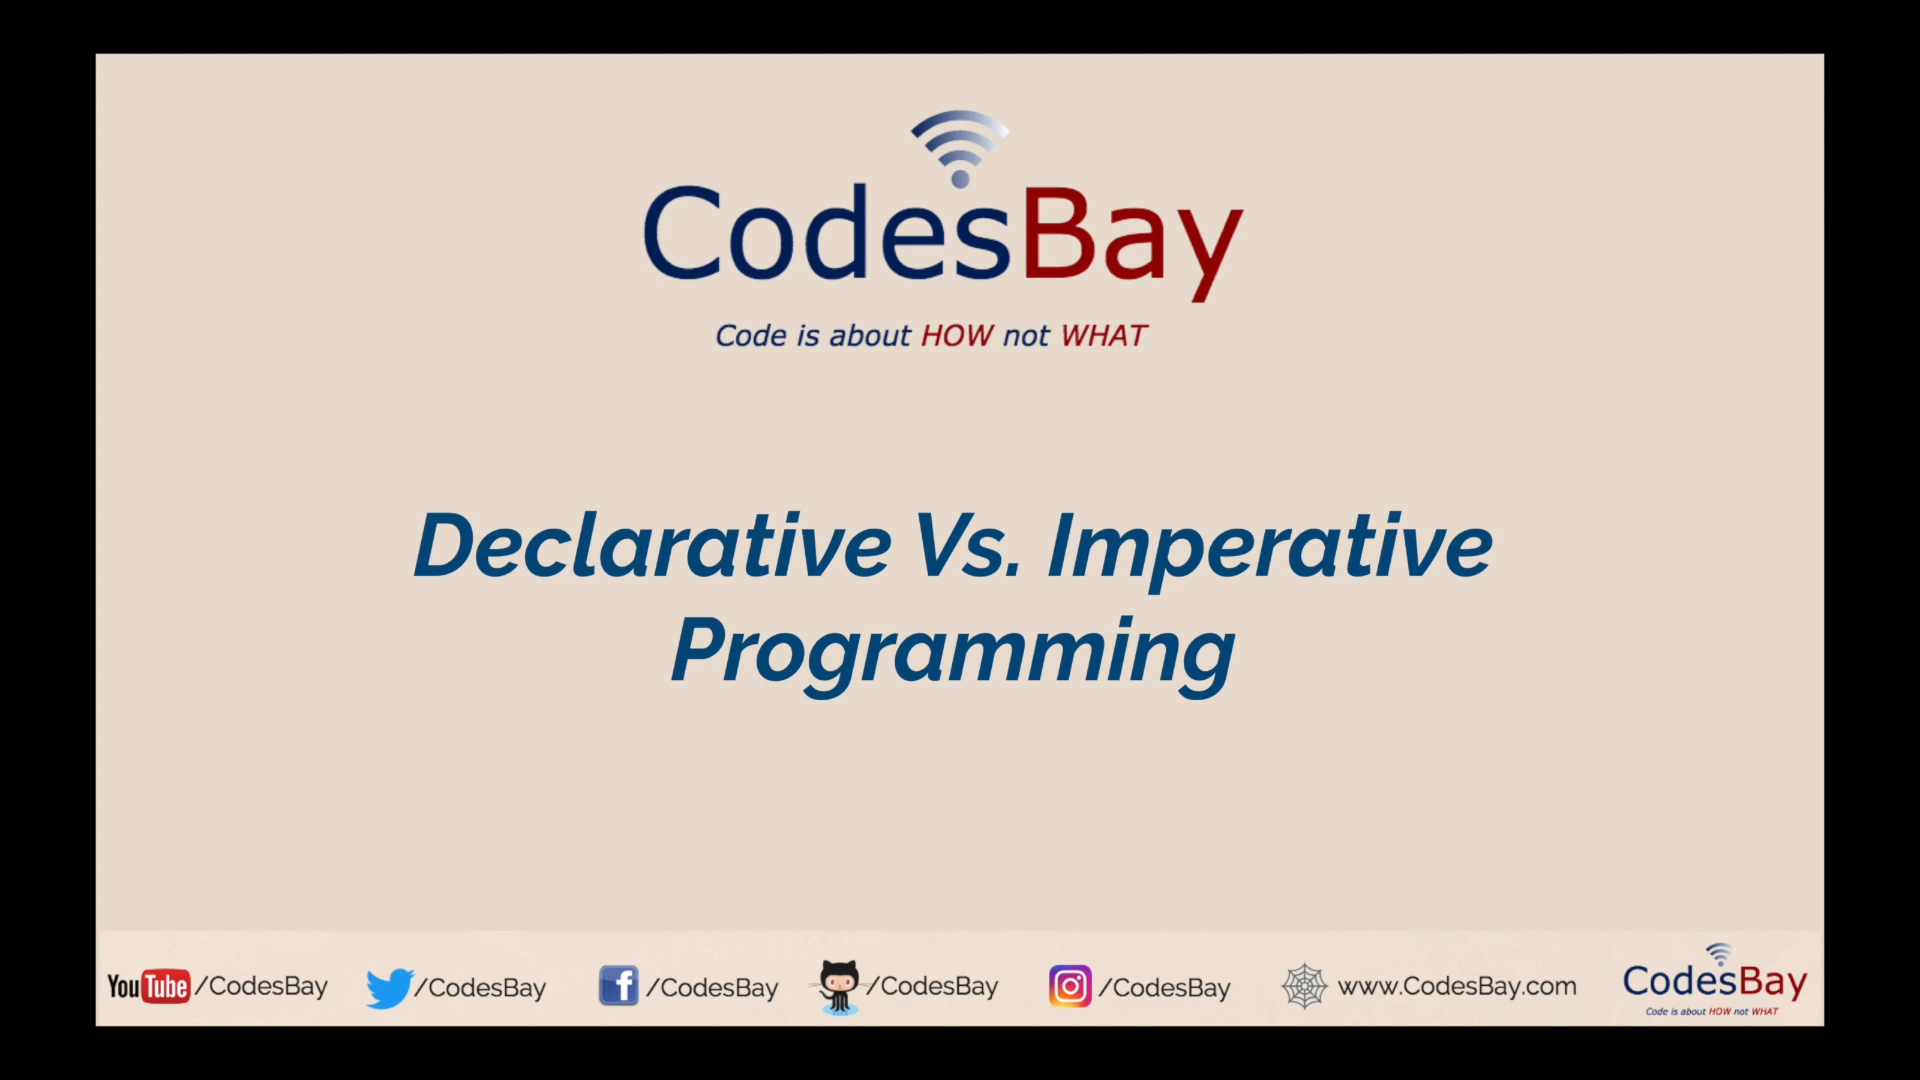 CodesBay
Code is about HOW not WHAT
Declarative Vs. Imperative
Programming
YouTube /CodesBay /CodesBay /CodesBay /CodesBay /CodesBay www.CodesBay.com CodesBay
Code is about HOW not WHAT